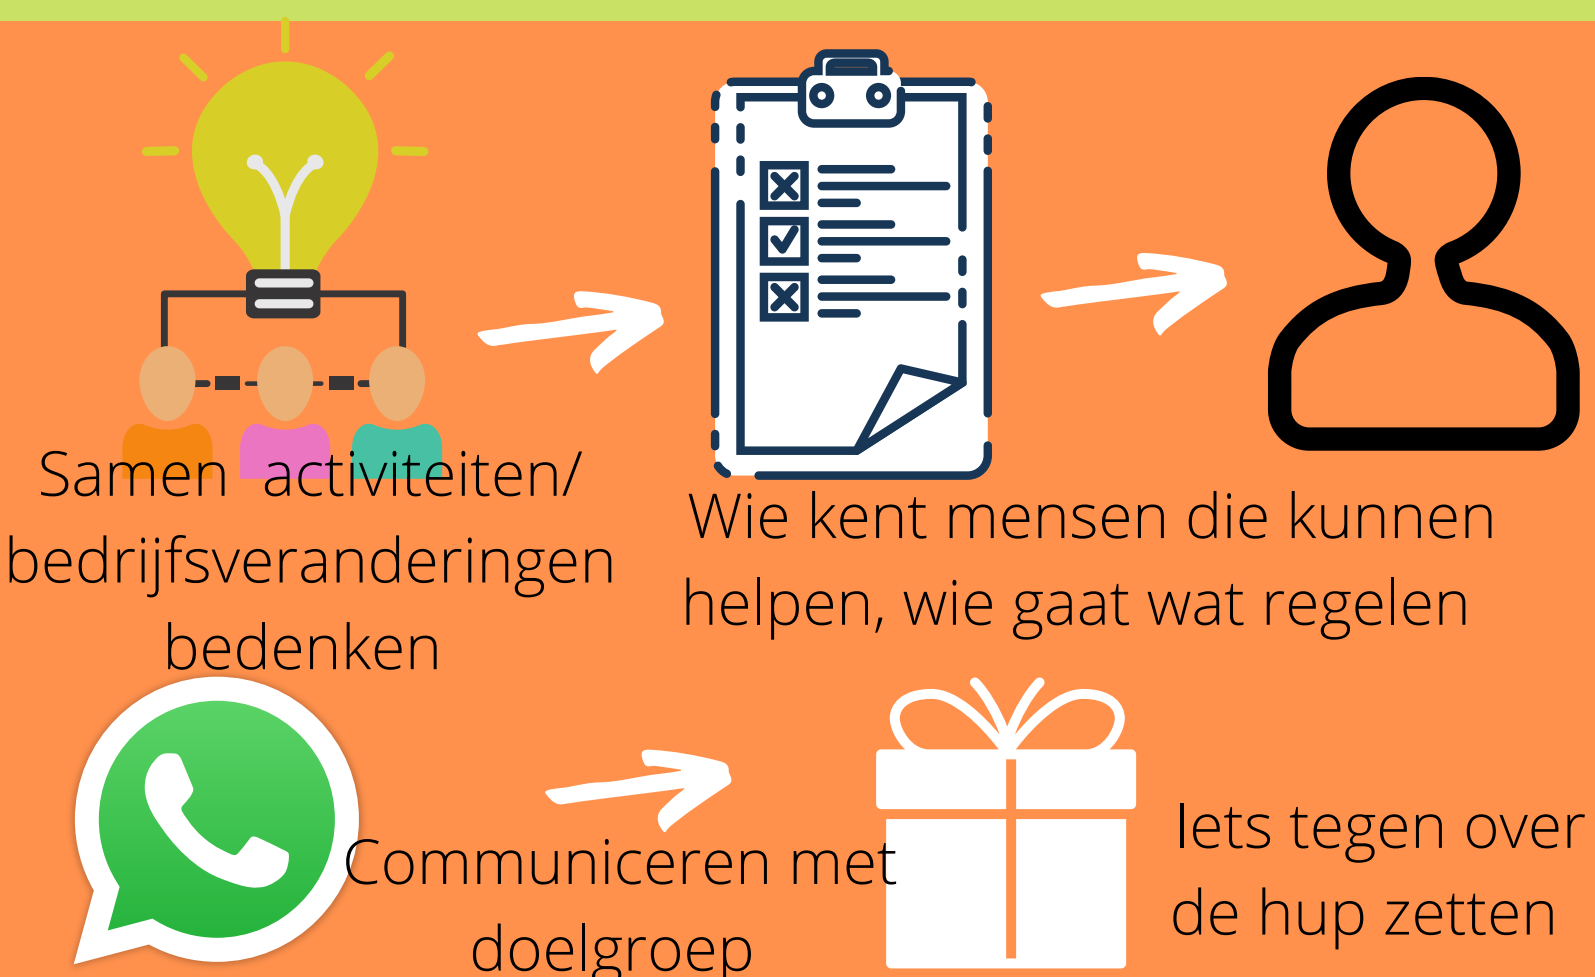 Samen activiteiten/
bedrijfsveranderingen
bedenken
Wie kent mensen die kunnen
helpen, wie gaat wat regelen
Communiceren met
doelgroep
Iets tegen over
de hup zetten